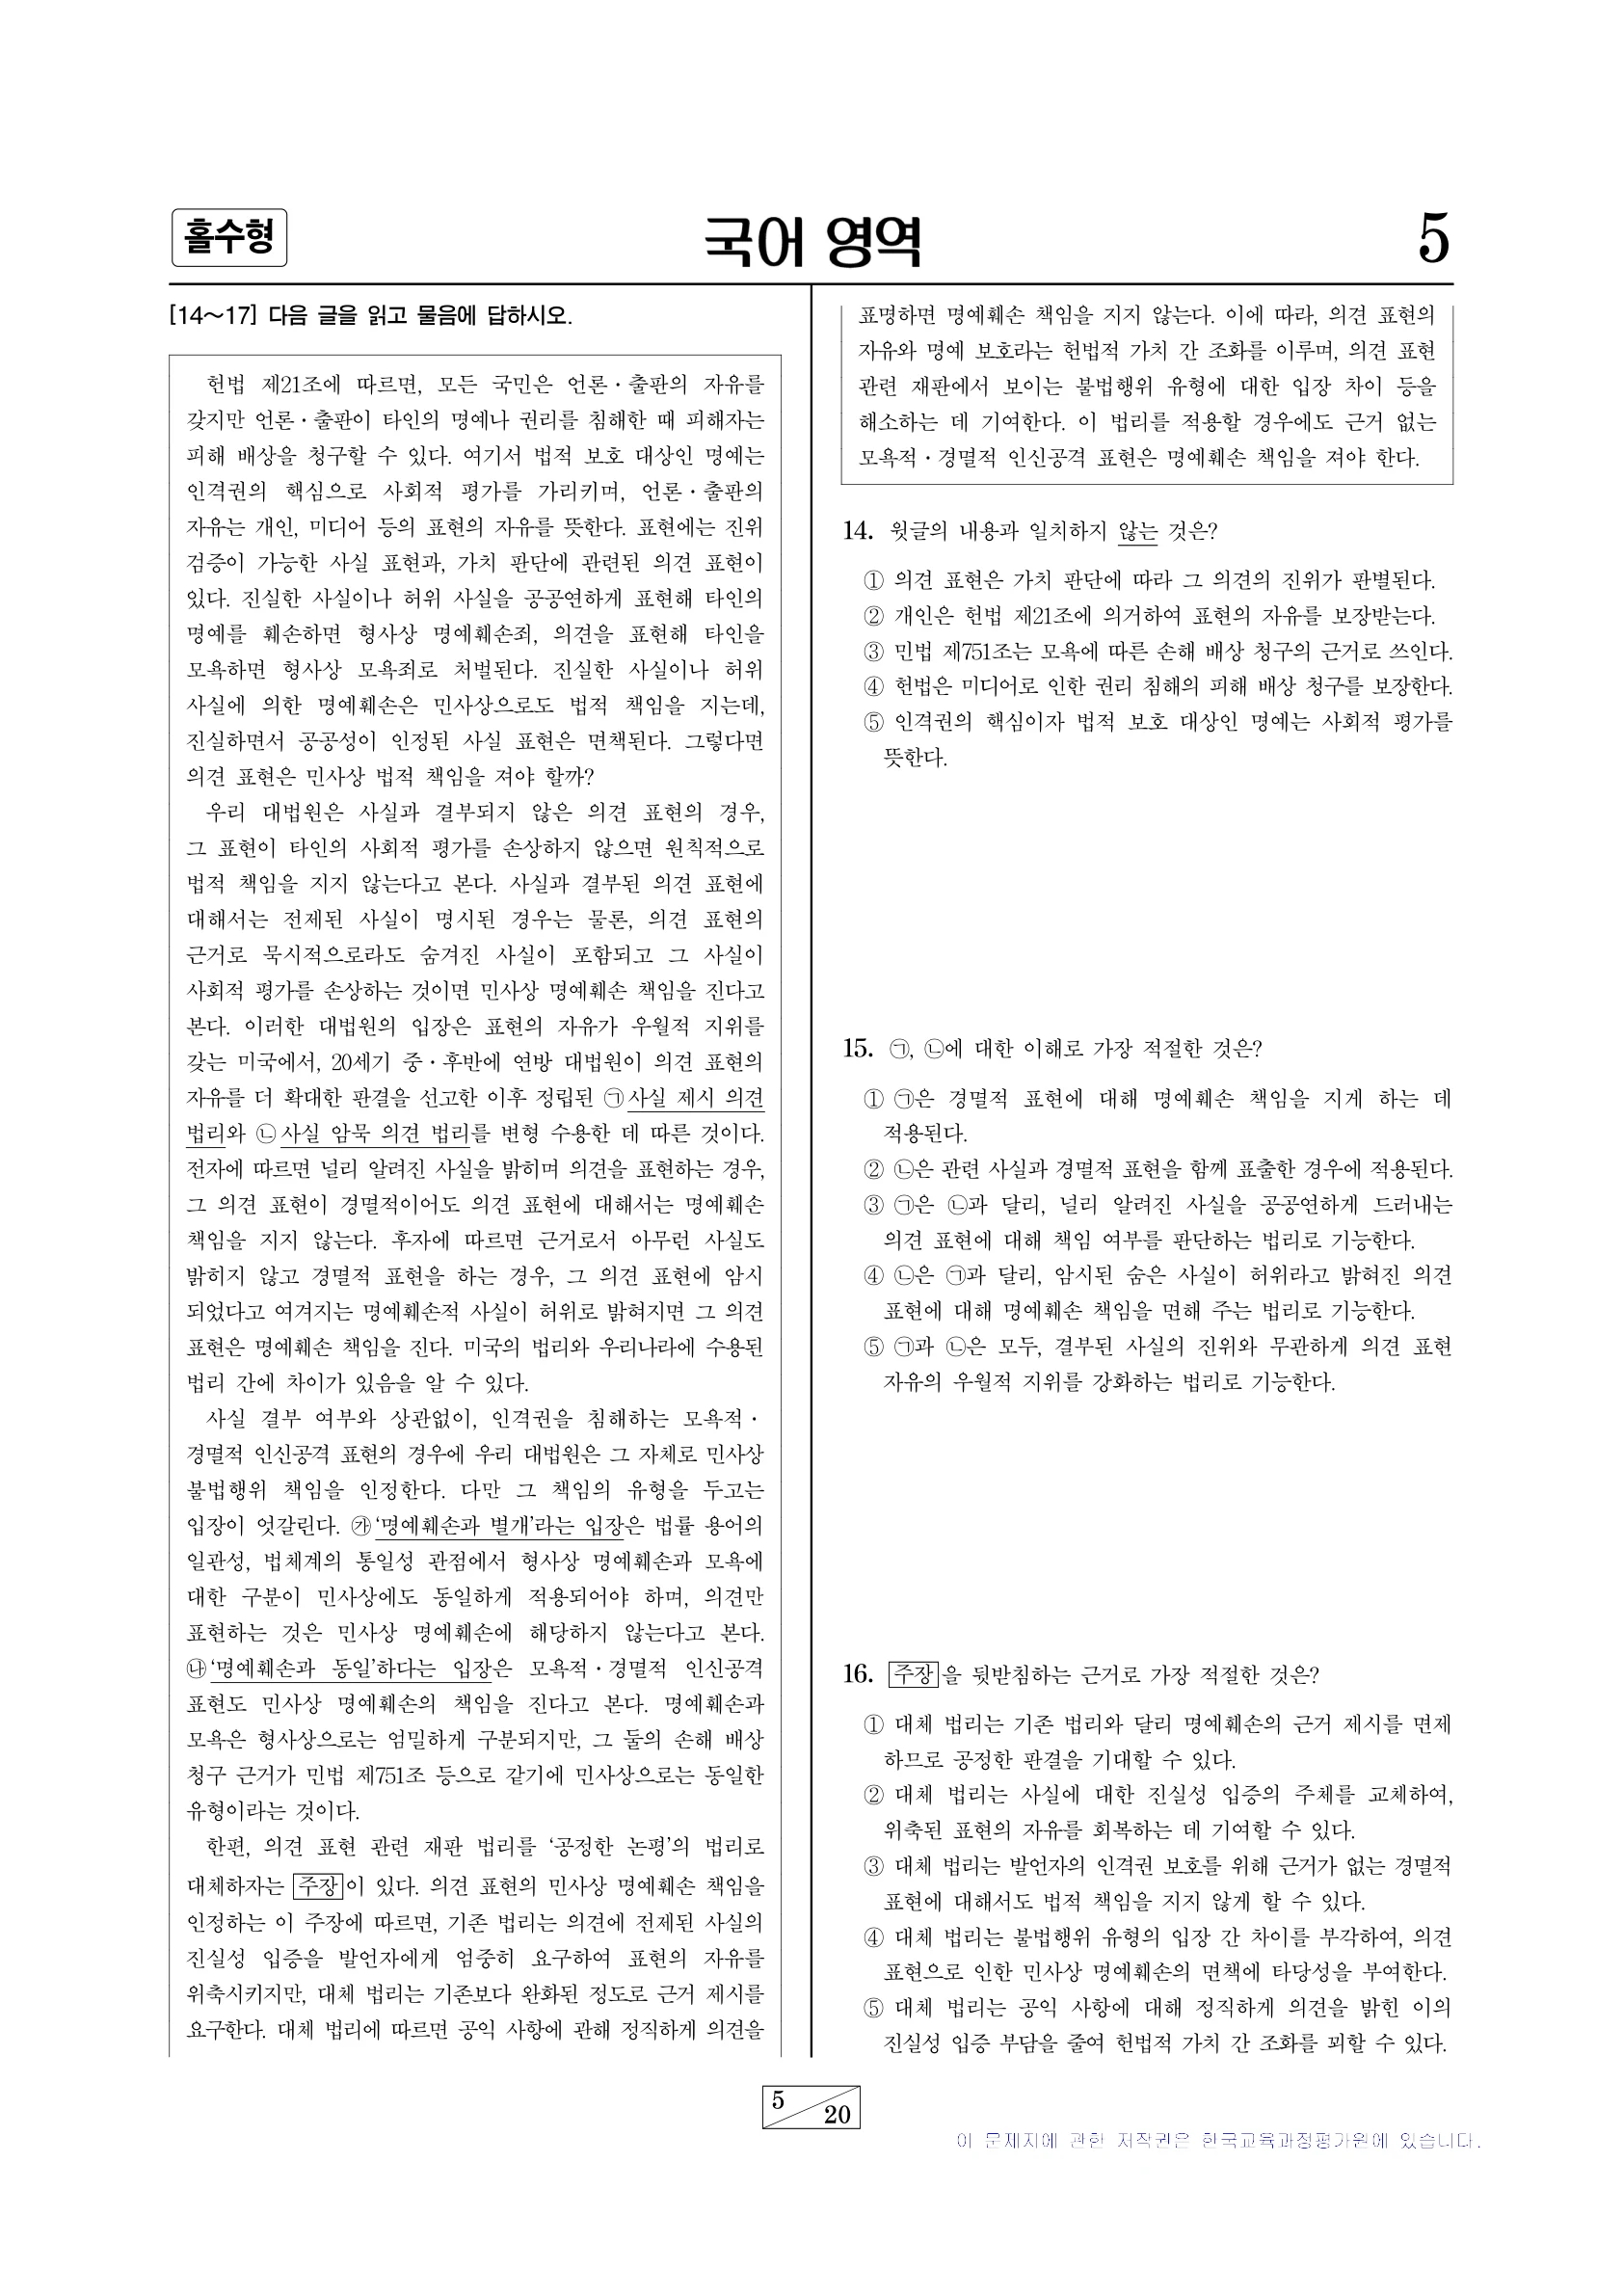 홀수형
국어 영역
5
[14~17] 다음 글을 읽고 물음에 답하시오.
헌법 제21조에 따르면, 모든 국민은 언론·출판의 자유를
갖지만 언론·출판이 타인의 명예나 권리를 침해한 때 피해자는
피해 배상을 청구할 수 있다. 여기서 법적 보호 대상인 명예는
인격권의 핵심으로 사회적 평가를 가리키며, 언론·출판의
자유는 개인, 미디어 등의 표현의 자유를 뜻한다. 표현에는 진위
검증이 가능한 사실 표현과, 가치 판단에 관련된 의견 표현이
있다. 진실한 사실이나 허위 사실을 공공연하게 표현해 타인의
명예를 훼손하면 형사상 명예훼손죄, 의견을 표현해 타인을
모욕하면 형사상 모욕죄로 처벌된다. 진실한 사실이나 허위
사실에 의한 명예훼손은 민사상으로도 법적 책임을 지는데,
진실하면서 공공성이 인정된 사실 표현은 면책된다. 그렇다면
의견 표현은 민사상 법적 책임을 져야 할까?
우리 대법원은 사실과 결부되지 않은 의견 표현의 경우,
그 표현이 타인의 사회적 평가를 손상하지 않으면 원칙적으로
법적 책임을 지지 않는다고 본다. 사실과 결부된 의견 표현에
대해서는 전제된 사실이 명시된 경우는 물론, 의견 표현의
근거로 묵시적으로라도 숨겨진 사실이 포함되고 그 사실이
사회적 평가를 손상하는 것이면 민사상 명예훼손 책임을 진다고
본다. 이러한 대법원의 입장은 표현의 자유가 우월적 지위를
갖는 미국에서, 20세기 중·후반에 연방 대법원이 의견 표현의
자유를 더 확대한 판결을 선고한 이후 정립된 ㉠사실 제시 의견
법리와 ㉡사실 암묵 의견 법리를 변형 수용한 데 따른 것이다.
전자에 따르면 널리 알려진 사실을 밝히며 의견을 표현하는 경우,
그 의견 표현이 경멸적이어도 의견 표현에 대해서는 명예훼손
책임을 지지 않는다. 후자에 따르면 근거로서 아무런 사실도
밝히지 않고 경멸적 표현을 하는 경우, 그 의견 표현에 암시
되었다고 여겨지는 명예훼손적 사실이 허위로 밝혀지면 그 의견
표현은 명예훼손 책임을 진다. 미국의 법리와 우리나라에 수용된
법리 간에 차이가 있음을 알 수 있다.
사실 결부 여부와 상관없이, 인격권을 침해하는 모욕적·
경멸적 인신공격 표현의 경우에 우리 대법원은 그 자체로 민사상
불법행위 책임을 인정한다. 다만 그 책임의 유형을 두고는
입장이 엇갈린다. ㉮‘명예훼손과 별개’라는 입장은 법률 용어의
일관성, 법체계의 통일성 관점에서 형사상 명예훼손과 모욕에
대한 구분이 민사상에도 동일하게 적용되어야 하며, 의견만
표현하는 것은 민사상 명예훼손에 해당하지 않는다고 본다.
㉯‘명예훼손과 동일’하다는 입장은 모욕적·경멸적 인신공격
표현도 민사상 명예훼손의 책임을 진다고 본다. 명예훼손과
모욕은 형사상으로는 엄밀하게 구분되지만, 그 둘의 손해 배상
청구 근거가 민법 제751조 등으로 같기에 민사상으로는 동일한
유형이라는 것이다.
한편, 의견 표현 관련 재판 법리를 ‘공정한 논평’의 법리로
대체하자는 주장이 있다. 의견 표현의 민사상 명예훼손 책임을
인정하는 이 주장에 따르면, 기존 법리는 의견에 전제된 사실의
진실성 입증을 발언자에게 엄중히 요구하여 표현의 자유를
위축시키지만, 대체 법리는 기존보다 완화된 정도로 근거 제시를
요구한다. 대체 법리에 따르면 공익 사항에 관해 정직하게 의견을
표명하면 명예훼손 책임을 지지 않는다. 이에 따라, 의견 표현의
자유와 명예 보호라는 헌법적 가치 간 조화를 이루며, 의견 표현
관련 재판에서 보이는 불법행위 유형에 대한 입장 차이 등을
해소하는 데 기여한다. 이 법리를 적용할 경우에도 근거 없는
모욕적·경멸적 인신공격 표현은 명예훼손 책임을 져야 한다.
14. 윗글의 내용과 일치하지 않는 것은?
① 의견 표현은 가치 판단에 따라 그 의견의 진위가 판별된다.
② 개인은 헌법 제21조에 의거하여 표현의 자유를 보장받는다.
③ 민법 제751조는 모욕에 따른 손해 배상 청구의 근거로 쓰인다.
④ 헌법은 미디어로 인한 권리 침해의 피해 배상 청구를 보장한다.
⑤ 인격권의 핵심이자 법적 보호 대상인 명예는 사회적 평가를
뜻한다.
15. ㉠, ㉡에 대한 이해로 가장 적절한 것은?
① ㉠은 경멸적 표현에 대해 명예훼손 책임을 지게 하는 데
적용된다.
② ㉡은 관련 사실과 경멸적 표현을 함께 표출한 경우에 적용된다.
③ ㉠은 ㉡과 달리, 널리 알려진 사실을 공공연하게 드러내는
의견 표현에 대해 책임 여부를 판단하는 법리로 기능한다.
④ ㉡은 ㉠과 달리, 암시된 숨은 사실이 허위라고 밝혀진 의견
표현에 대해 명예훼손 책임을 면해 주는 법리로 기능한다.
⑤ ㉠과 ㉡은 모두, 결부된 사실의 진위와 무관하게 의견 표현
자유의 우월적 지위를 강화하는 법리로 기능한다.
16. 주장을 뒷받침하는 근거로 가장 적절한 것은?
① 대체 법리는 기존 법리와 달리 명예훼손의 근거 제시를 면제
하므로 공정한 판결을 기대할 수 있다.
② 대체 법리는 사실에 대한 진실성 입증의 주체를 교체하여,
위축된 표현의 자유를 회복하는 데 기여할 수 있다.
③ 대체 법리는 발언자의 인격권 보호를 위해 근거가 없는 경멸적
표현에 대해서도 법적 책임을 지지 않게 할 수 있다.
④ 대체 법리는 불법행위 유형의 입장 간 차이를 부각하여, 의견
표현으로 인한 민사상 명예훼손의 면책에 타당성을 부여한다.
⑤ 대체 법리는 공익 사항에 대해 정직하게 의견을 밝힌 이의
진실성 입증 부담을 줄여 헌법적 가치 간 조화를 꾀할 수 있다.
5
20
이 문제지에 관한 저작권은 한국교육과정평가원에 있습니다.